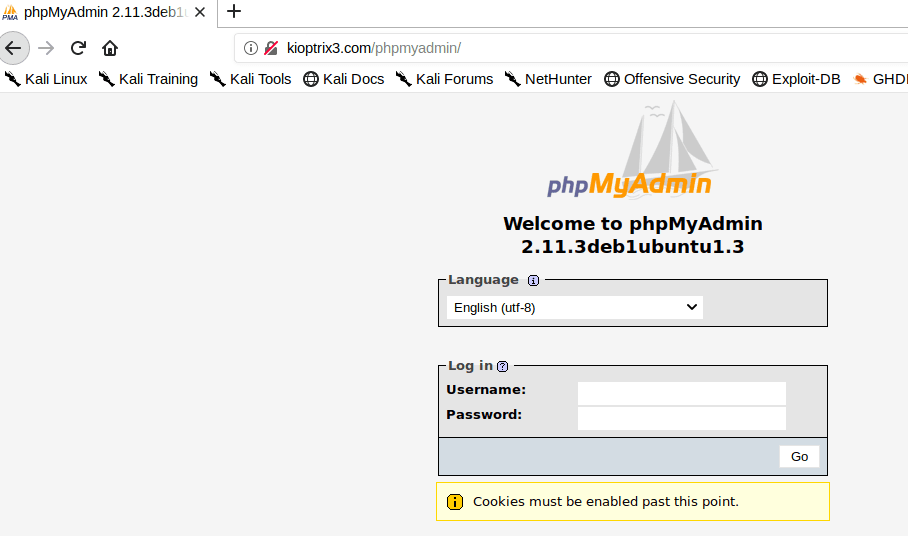 phpMyAdmin 2.11.3deb1u
kioptrix3.com/phpmyadmin/
Kali Linux Kali Training Kali Tools Kali Docs Kali Forums NetHunter Offensive Security Exploit-DB GHD
phpMyAdmin
Welcome to phpMyAdmin
2.11.3deb1ubuntu1.3
Language
English (utf-8)
Log in
Username:
Password:
Go
Cookies must be enabled past this point.